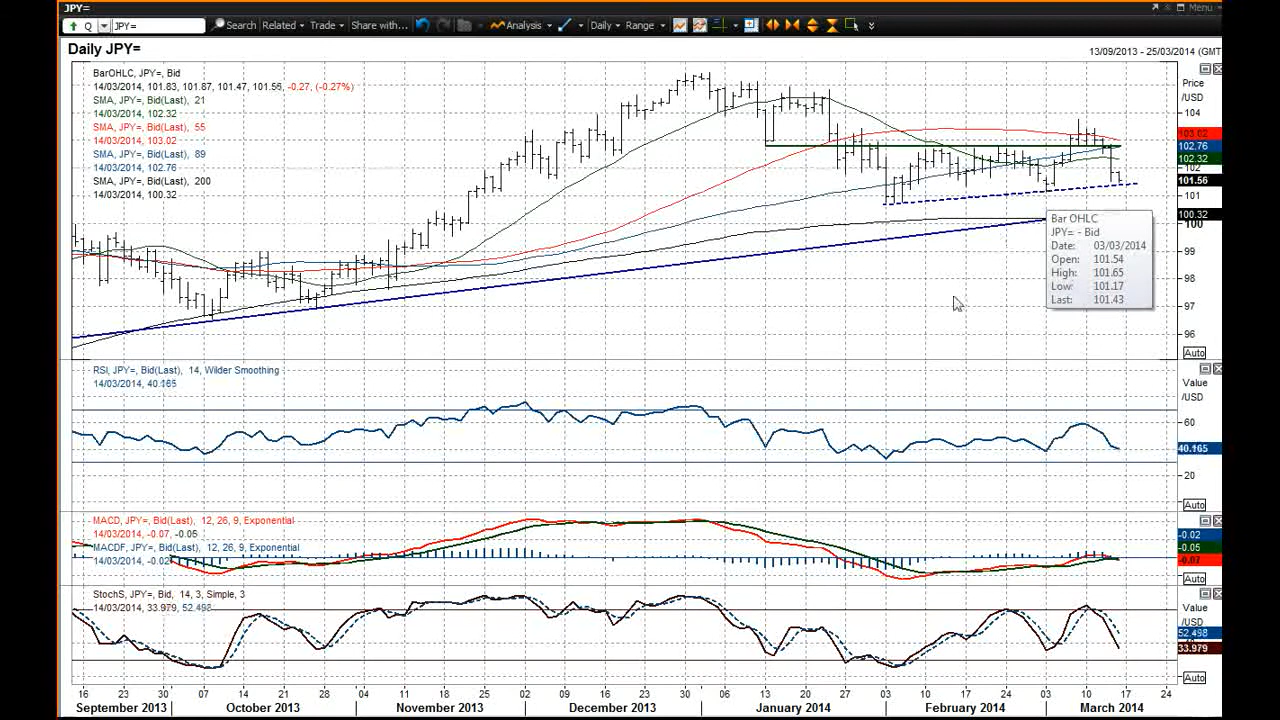 JPY=
Menu
Q JPY= Search Related Trade Share with... Analysis Daily Range
Daily JPY=
13/09/2013 - 25/03/2014 (GMT
BarOHLC, JPY=, Bid
14/03/2014, 101.83, 101.87, 101.47, 101.56, -0.27, (-0.27%)
SMA, JPY=, Bid(Last), 21
14/03/2014, 102.32
SMA, JPY=, Bid(Last), 55
14/03/2014, 103.02
SMA, JPY=, Bid(Last), 89
14/03/2014, 102.76
SMA, JPY=, Bid(Last), 200
14/03/2014, 100.32
Price
/USD
104
103.02
102.76
102.32
102
101.56
101
100.32
100
99
98
97
96
Auto
Bar OHLC
JPY= - Bid
Date: 03/03/2014
Open: 101.54
High: 101.65
Low: 101.17
Last: 101.43
RSI, JPY=, Bid(Last), 14, Wilder Smoothing
14/03/2014, 40.165
Value
/USD
60
40.165
20
Auto
MACD, JPY=, Bid(Last), 12, 26, 9, Exponential
14/03/2014, -0.07, -0.05
MACDF, JPY=, Bid(Last), 12, 26, 9, Exponential
14/03/2014, -0.02
-0.02
-0.05
-0.07
Auto
StochS, JPY=, Bid, 14, 3, Simple, 3
14/03/2014, 33.979, 52.498
Value
/USD
52.498
33.979
Auto
16 23 30 07 14 21 28 04 11 18 25 02 09 16 23 30 06 13 20 27 03 10 17 24 03 10 17 24
September 2013 October 2013 November 2013 December 2013 January 2014 February 2014 March 2014